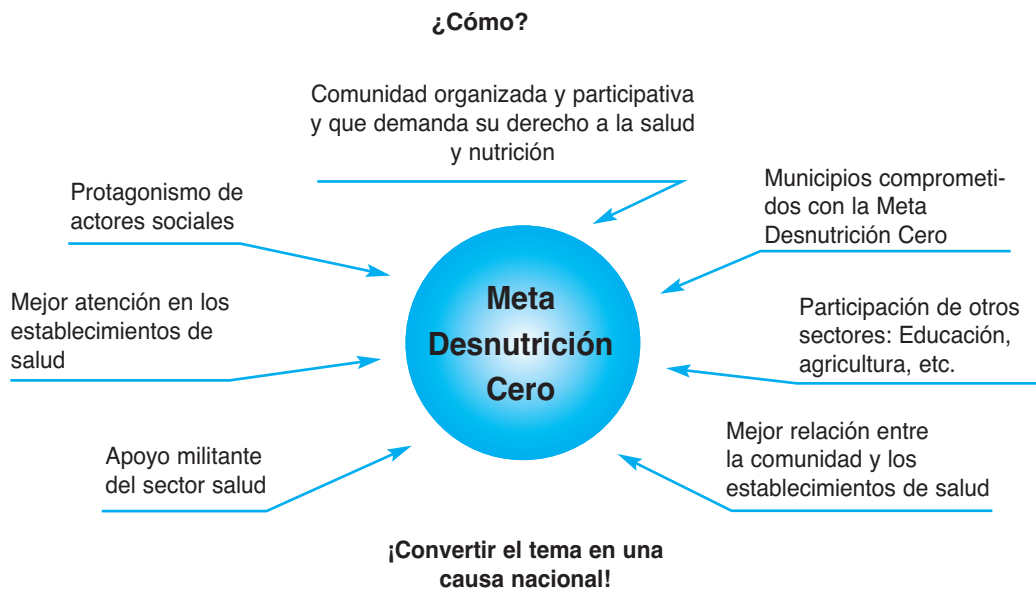 ¿Cómo?
Comunidad organizada y participativa
y que demanda su derecho a la salud
y nutrición
Protagonismo de
actores sociales
Municipios comprometi-
dos con la Meta
Desnutrición Cero
Mejor atención en los
establecimientos de
salud
Meta
Desnutrición
Cero
Participación de otros
sectores: Educación,
agricultura, etc.
Apoyo militante
del sector salud
Mejor relación entre
la comunidad y los
establecimientos de salud
¡Convertir el tema en una
causa nacional!